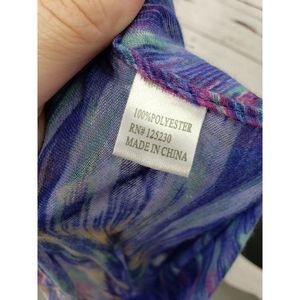 100%POLYESTER
RN# 125230
MADE IN CHINA